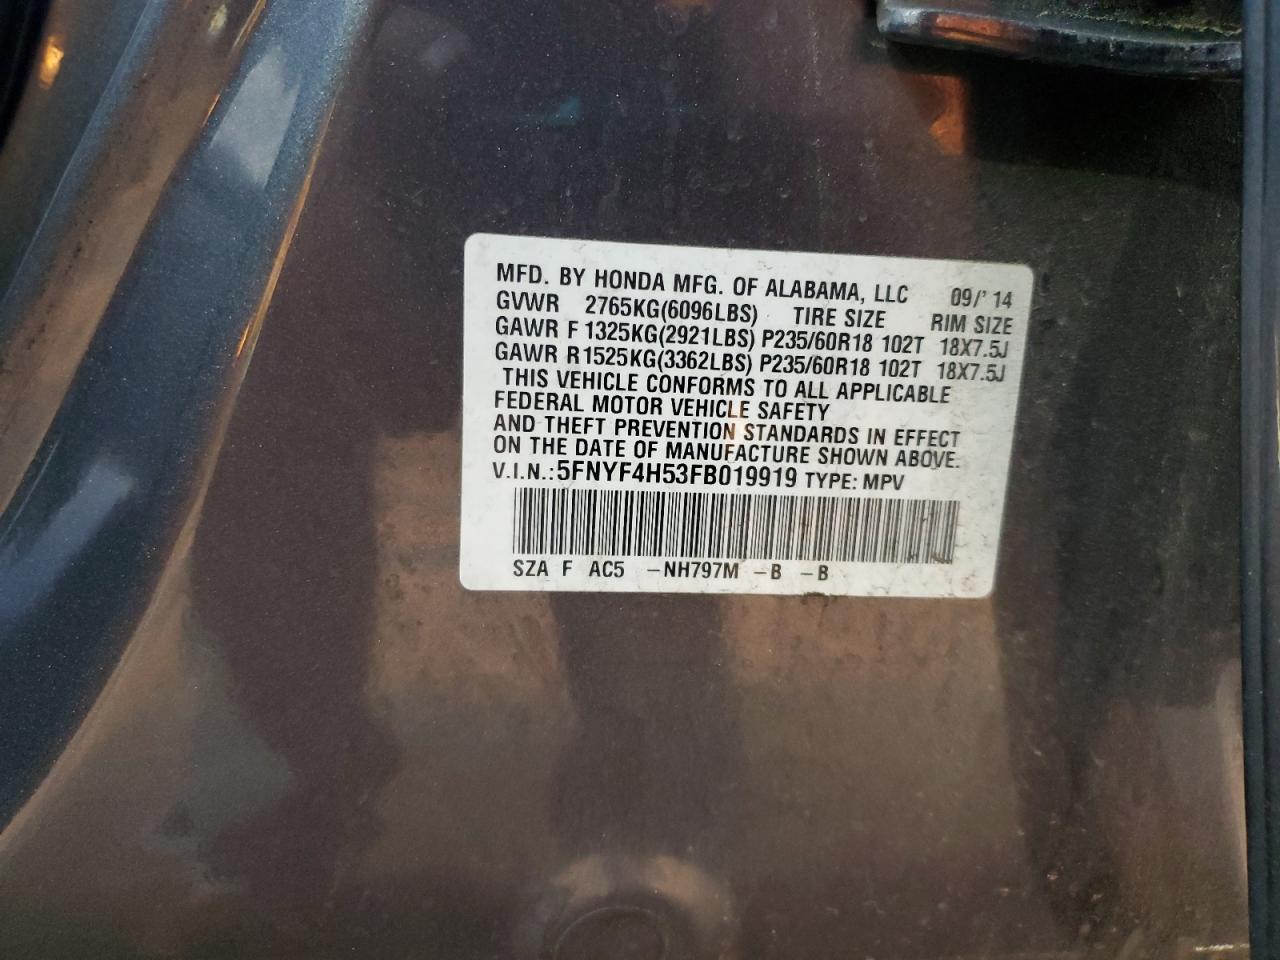 MFD. BY HONDA MFG. OF ALABAMA, LLC 09/'14
GVWR 2765KG(6096LBS) TIRE SIZE RIM SIZE
GAWR F 1325KG(2921LBS) P235/60R18 102T 18X7.5J
GAWR R1525KG(3362LBS) P235/60R18 102T 18X7.5J
THIS VEHICLE CONFORMS TO ALL APPLICABLE
FEDERAL MOTOR VEHICLE SAFETY
AND THEFT PREVENTION STANDARDS IN EFFECT
ON THE DATE OF MANUFACTURE SHOWN ABOVE.
V.I.N.:5FNYF4H53FB019919 TYPE: MPV
SZA F AC5 -NH797M -B -B